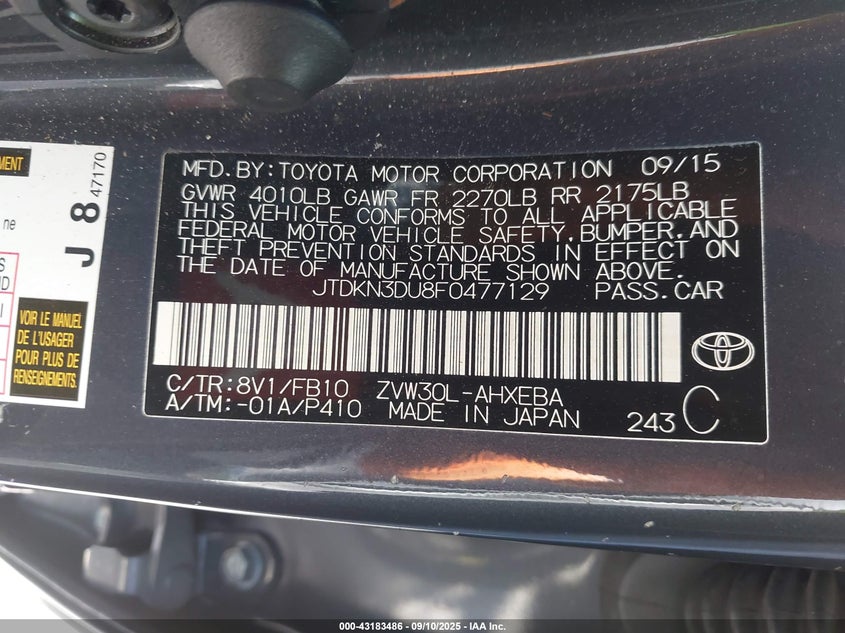 MFD.BY:TOYOTA MOTOR CORPORATION 09/15
GVWR 4010LB GAWR FR 2270LB RR 2175LB
THIS VEHICLE CONFORMS TO ALL APPLICABLE
FEDERAL MOTOR VEHICLE SAFETY,BUMPER,AND
THEFT PREVENTION STANDARDS IN EFFECT ON
THE DATE OF MANUFACTURE SHOWN ABOVE.
JTDKN3DU8F0477129 PASS.CAR
C/TR:8V1/FB10 ZVW30L-AHXEBA
A/TM:-01A/P410 MADE IN JAPAN 243 C
MENT
ne
J 8 47170
S
ND
I
VOIR LE MANUEL
DE L'USAGER
POUR PLUS DE
RENSEIGNEMENTS
000-43183486 - 09/10/2025 - IAA Inc.